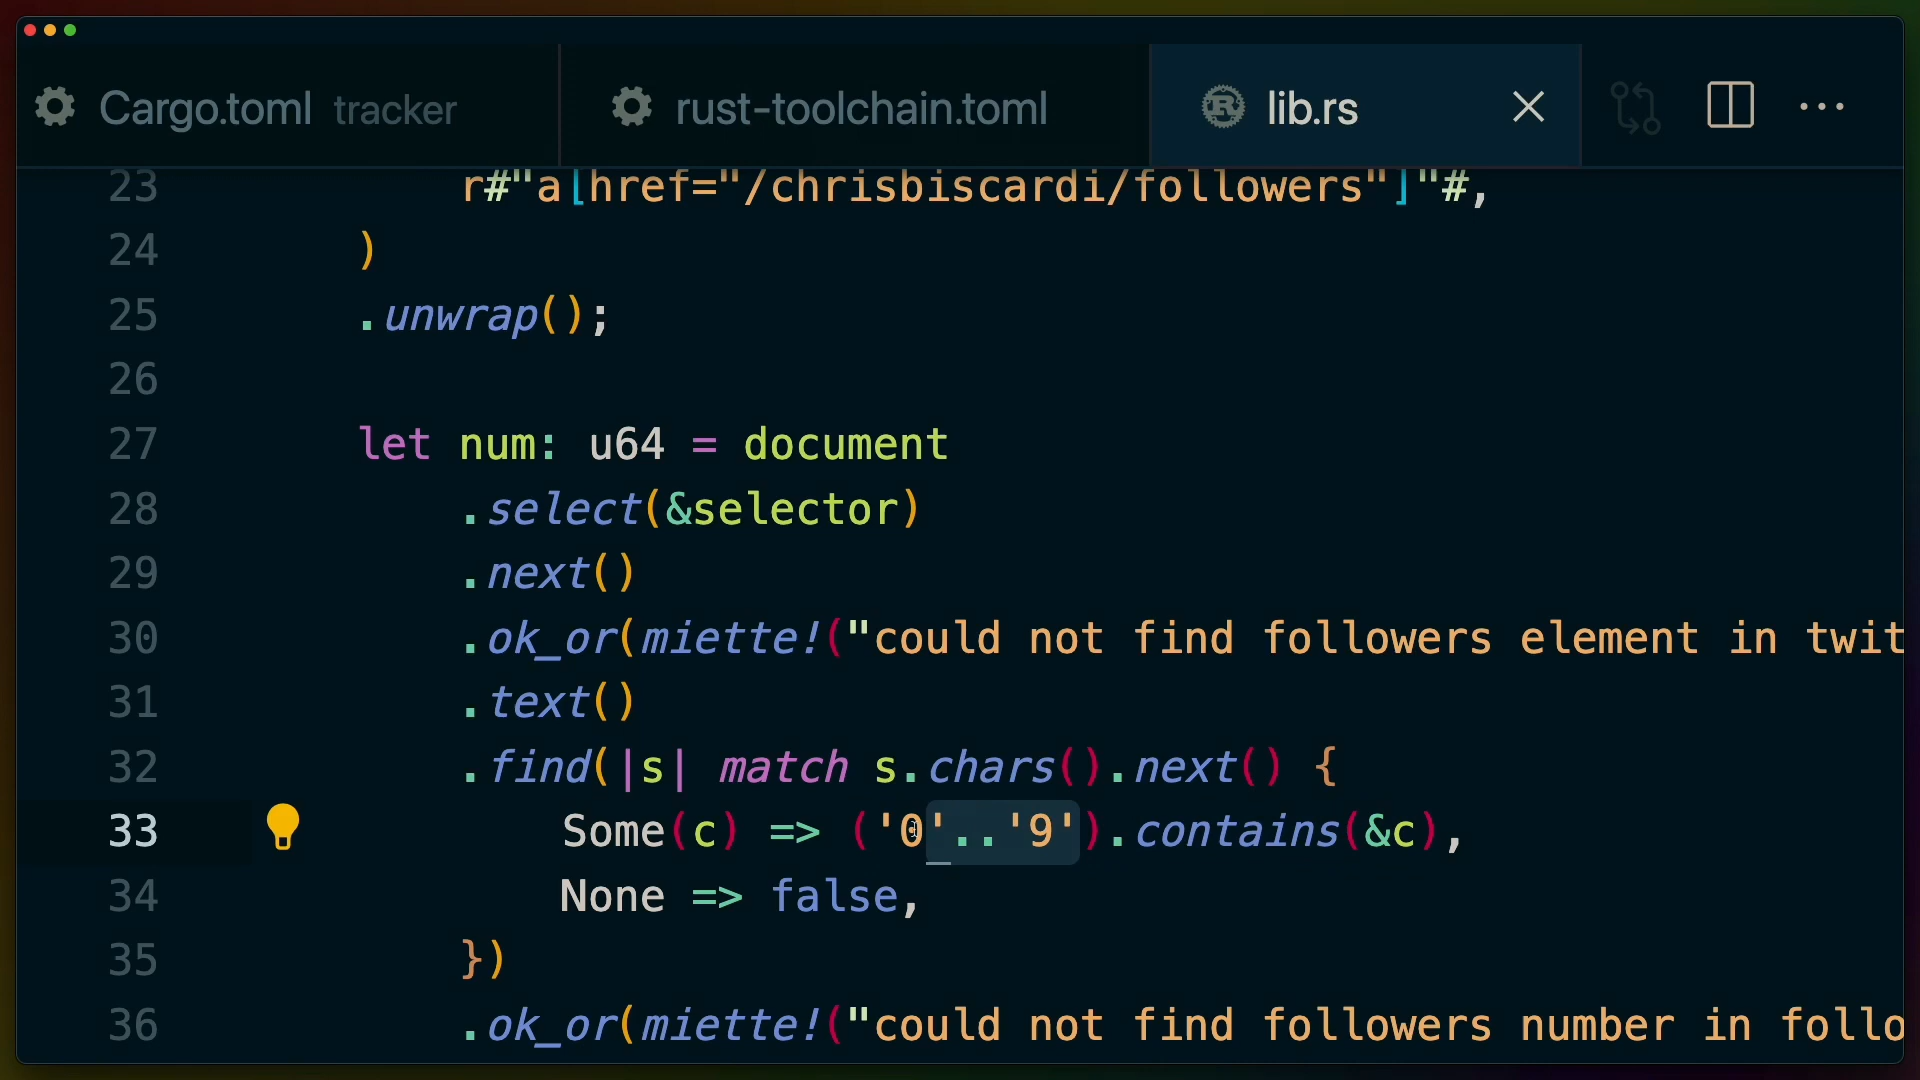 Cargo.toml tracker rust-toolchain.toml lib.rs
23 r#"a[href="/chrisbiscardi/followers"]"#,
24 )
25 .unwrap();
26
27 let num: u64 = document
28 .select(&selector)
29 .next()
30 .ok_or(miette!("could not find followers element in twit
31 .text()
32 .find(|s| match s.chars().next() {
33 Some(c) => ('0'..'9').contains(&c),
34 None => false,
35 })
36 .ok_or(miette!("could not find followers number in follo